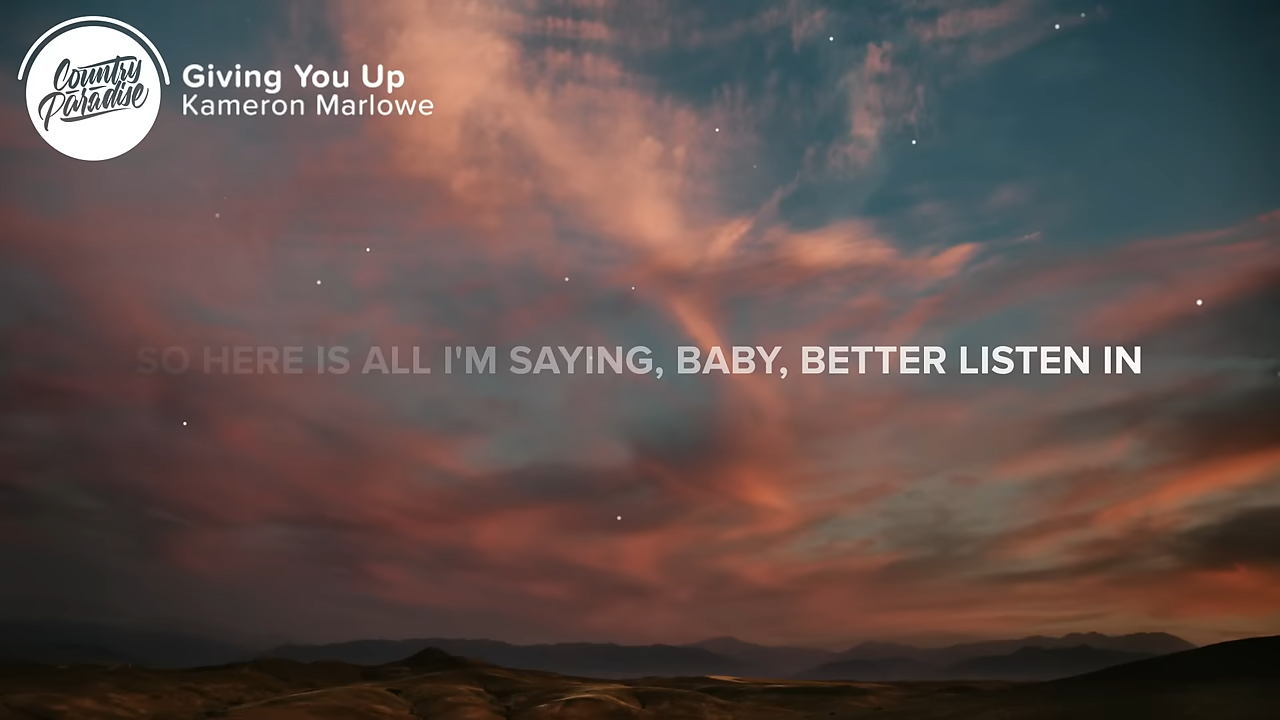 Country
Paradise
Giving You Up
Kameron Marlowe
SO HERE IS ALL I'M SAYING, BABY, BETTER LISTEN IN